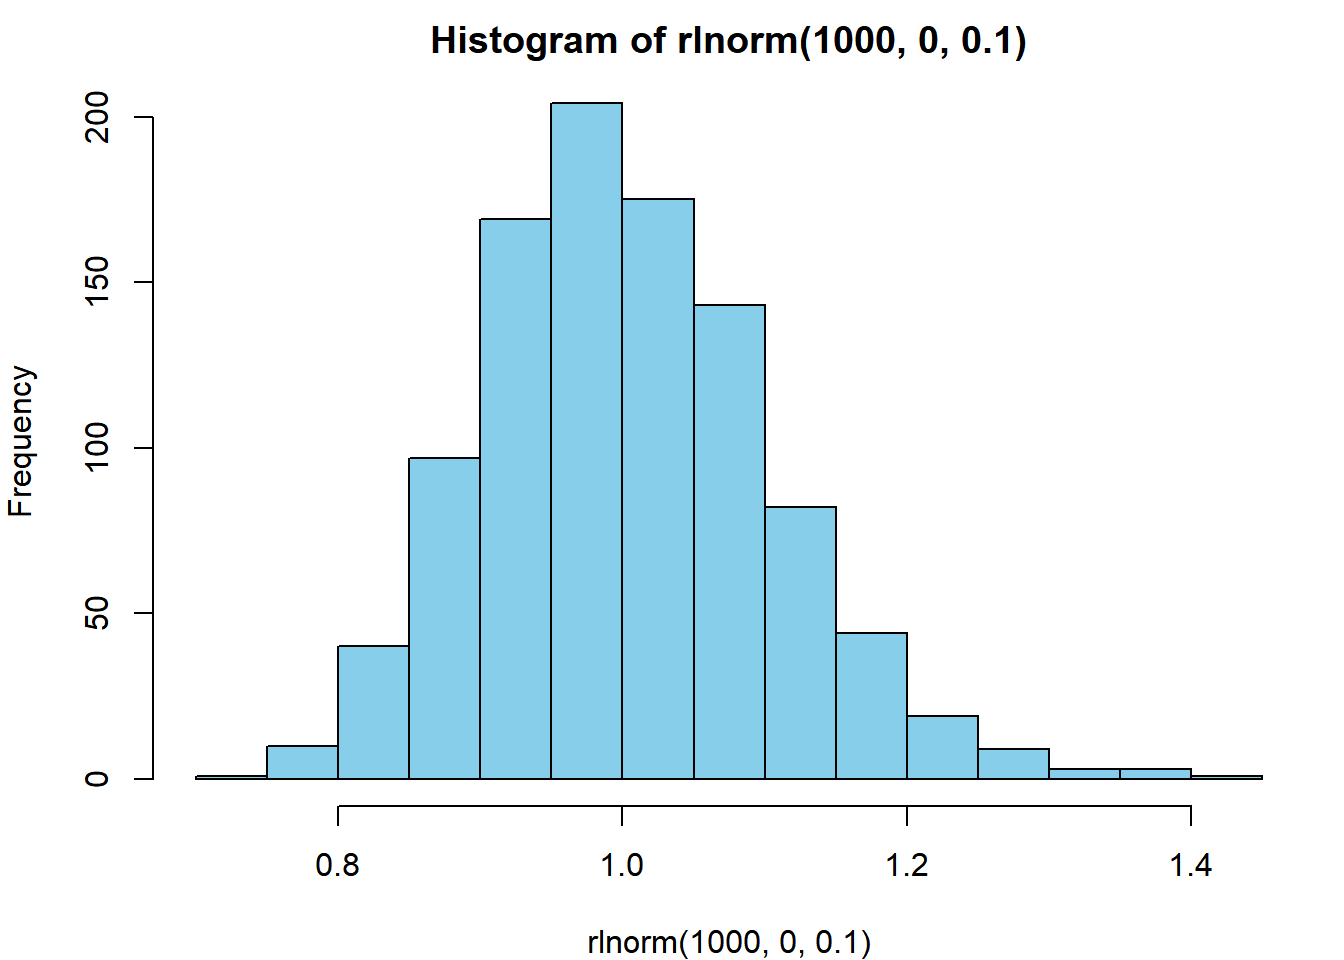 Histogram of rlnorm(1000, 0, 0.1)
Frequency
200
150
100
50
0
0.8 1.0 1.2 1.4
rlnorm(1000, 0, 0.1)